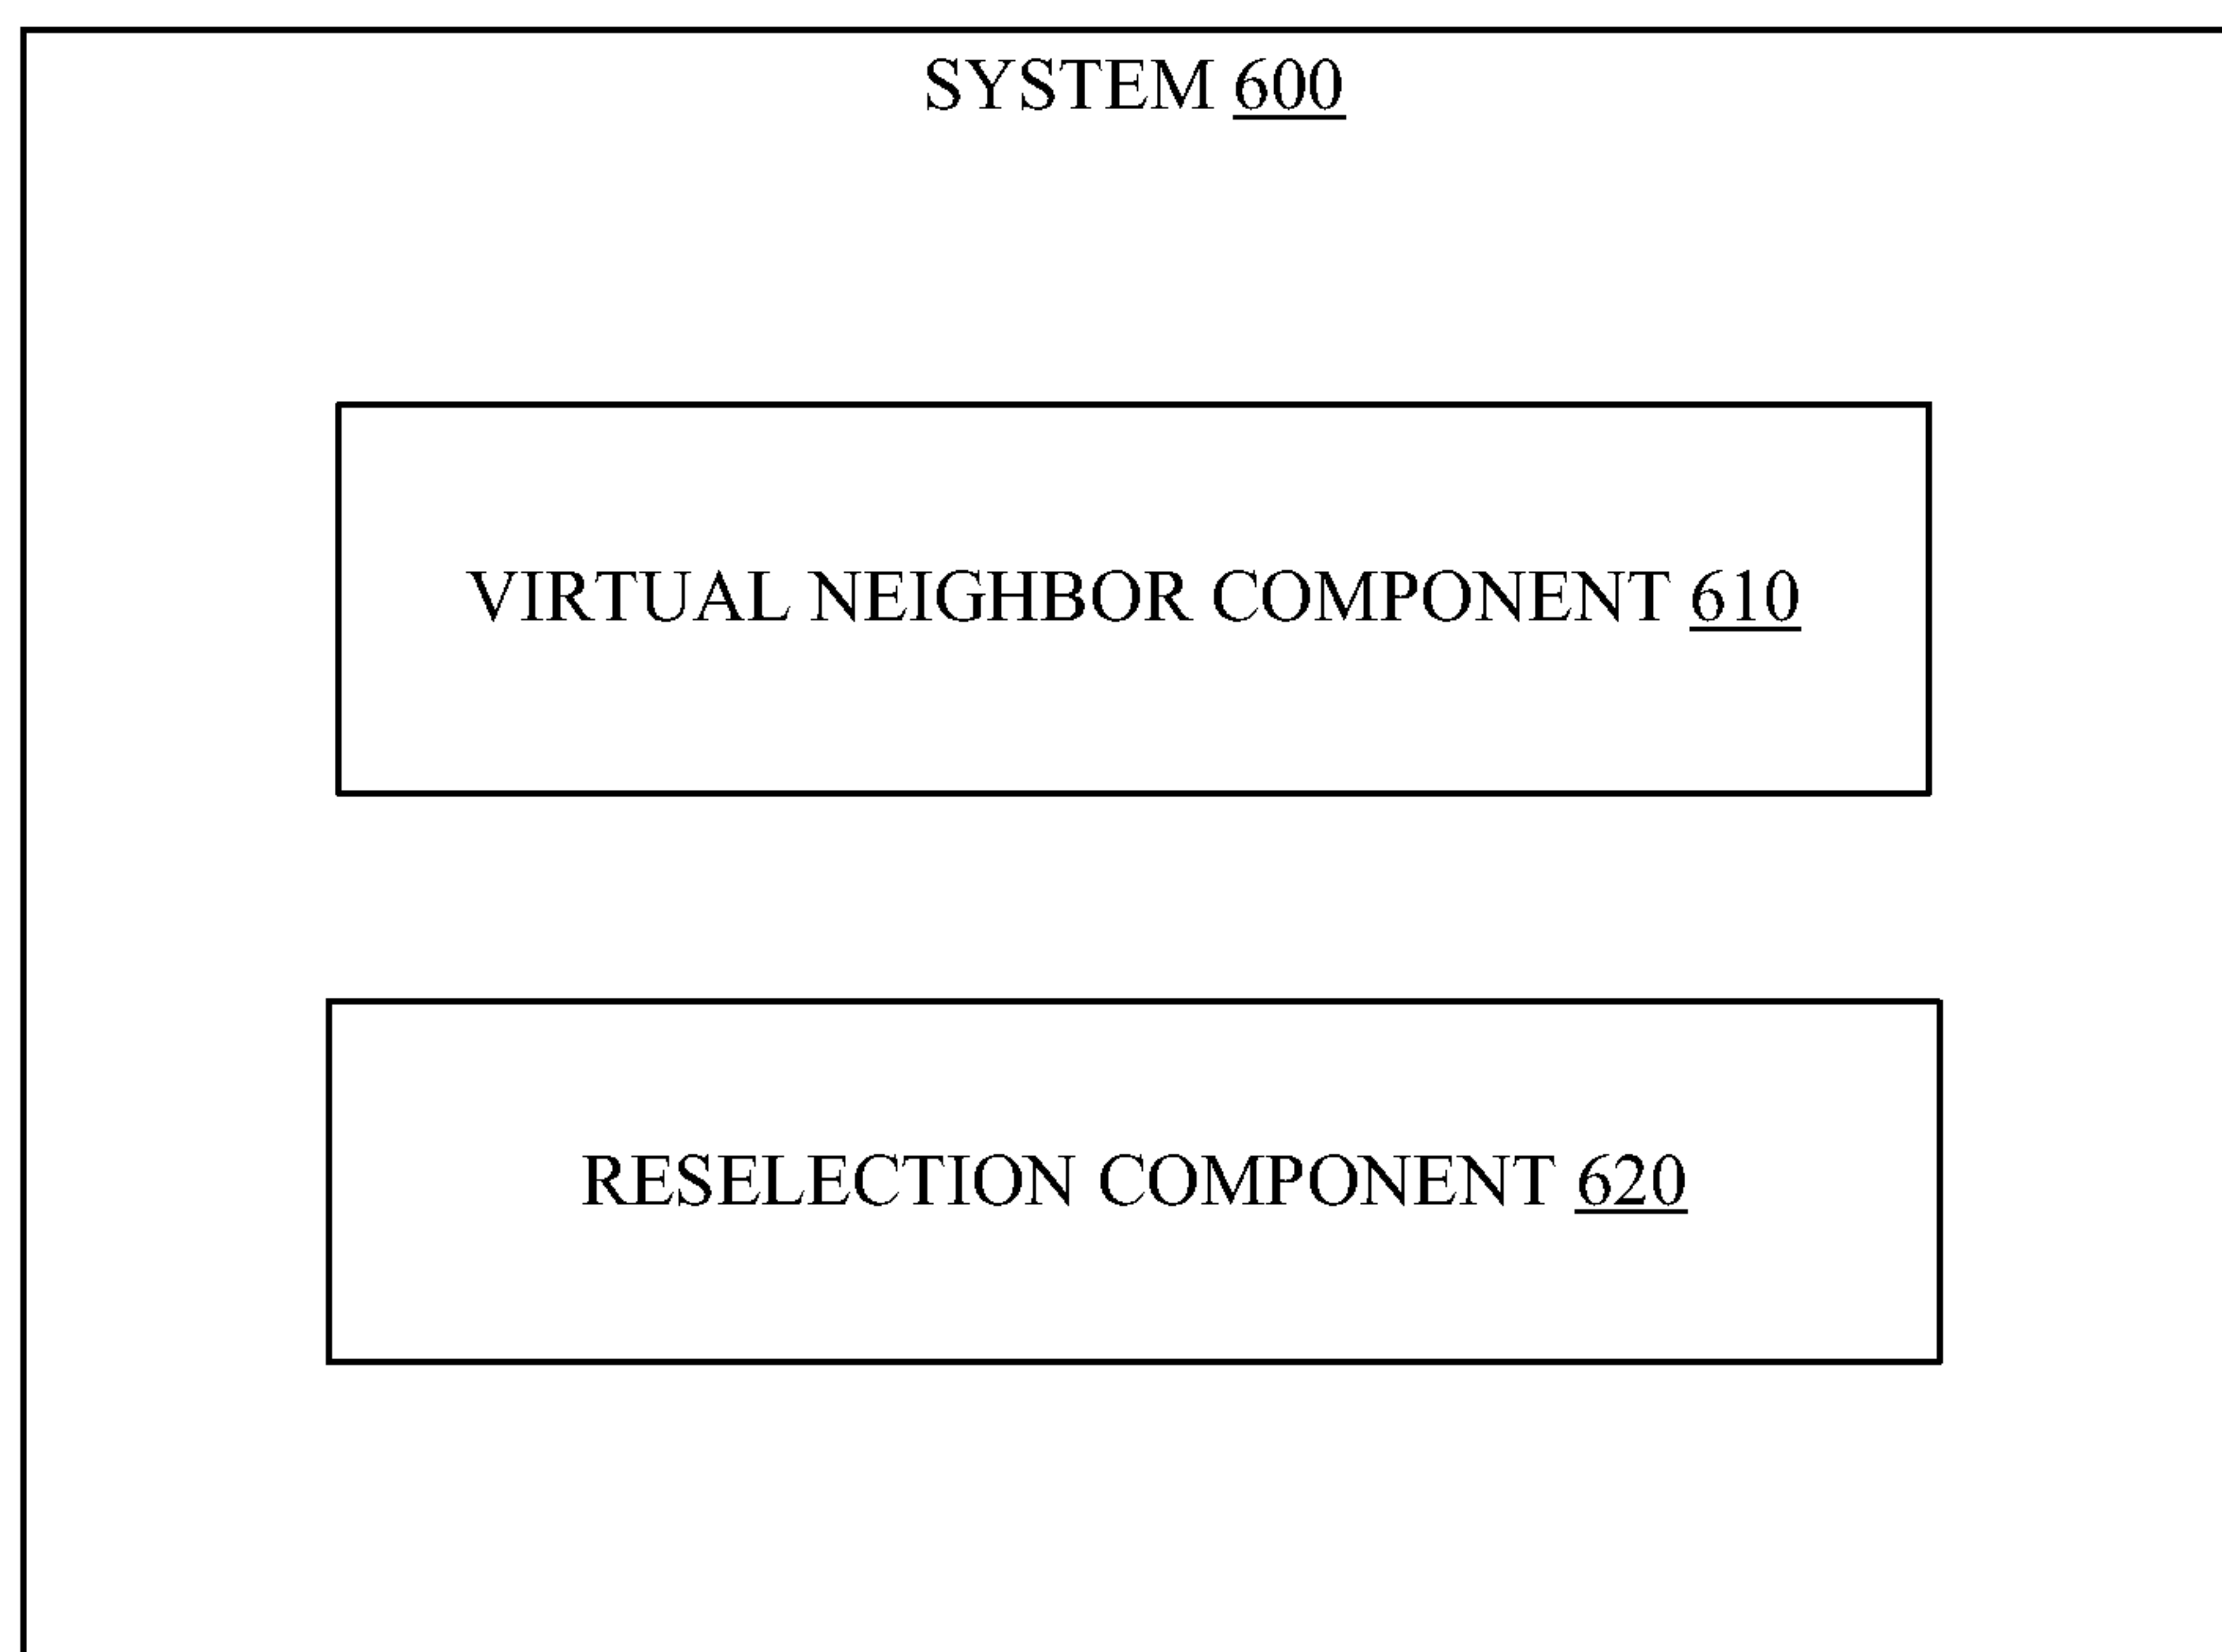 SYSTEM 600
VIRTUAL NEIGHBOR COMPONENT 610
RESELECTION COMPONENT 620